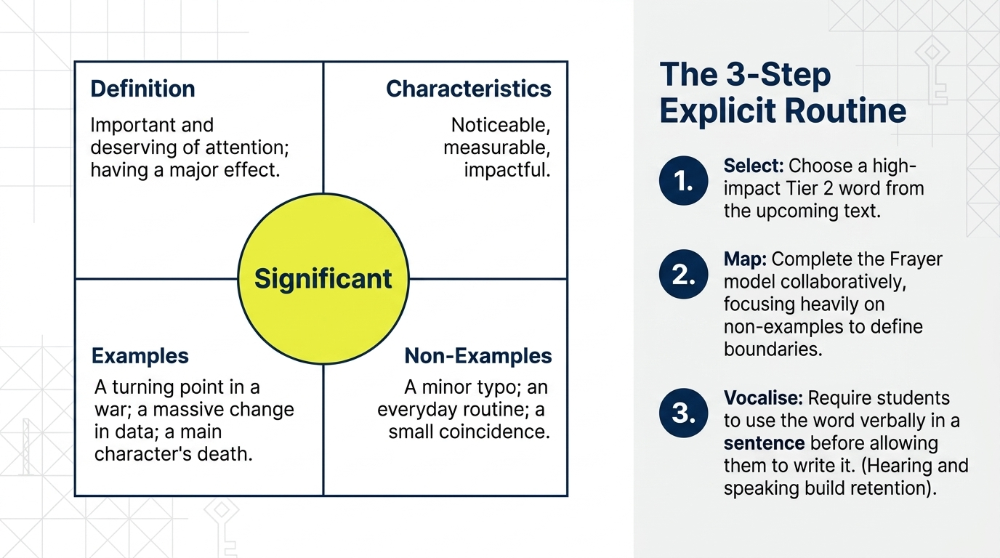 Definition
Important and
deserving of attention;
having a major effect.
Characteristics
Noticeable,
measurable,
impactful.
Significant
Examples
A turning point in a
war; a massive change
in data; a main
character's death.
Non-Examples
A minor typo; an
everyday routine; a
small coincidence.
The 3-Step
Explicit Routine
1.
Select: Choose a high-
impact Tier 2 word from
the upcoming text.
2.
Map: Complete the Frayer
model collaboratively,
focusing heavily on
non-examples to define
boundaries.
3.
Vocalise: Require students
to use the word verbally in a
sentence before allowing
them to write it. (Hearing and
speaking build retention).